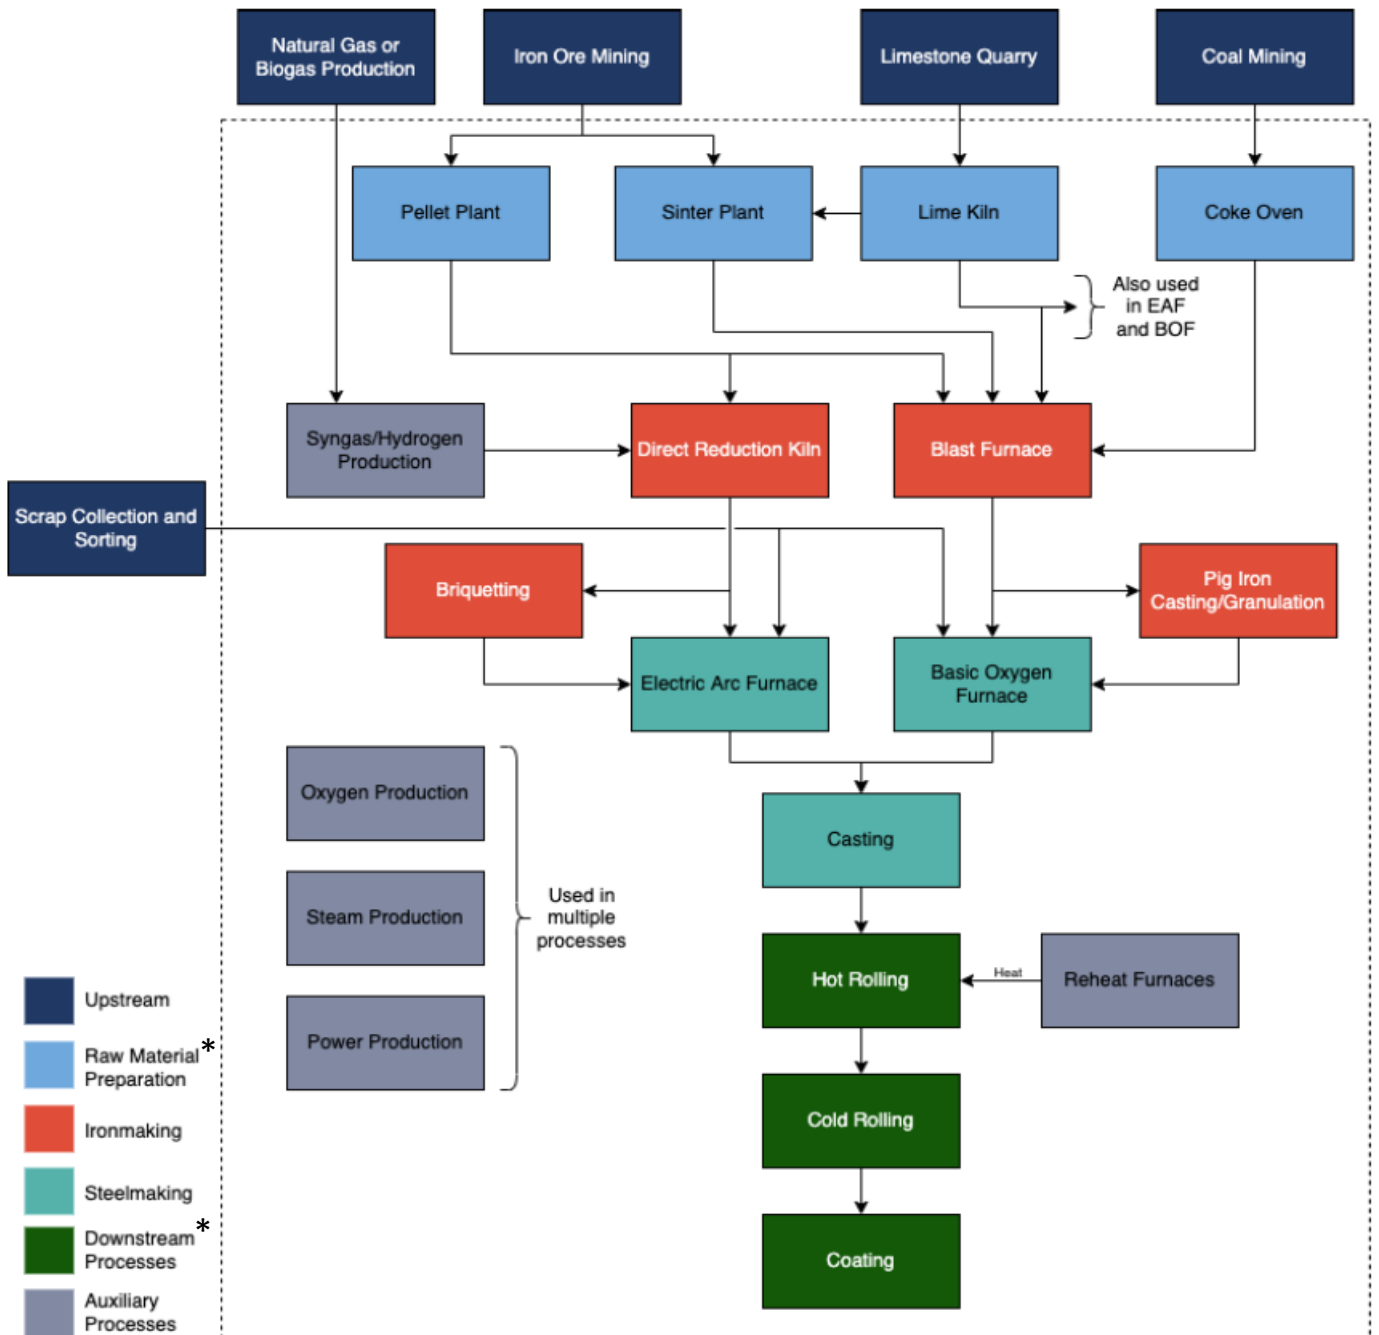 Natural Gas or
Biogas Production
Iron Ore Mining
Limestone Quarry
Coal Mining
Pellet Plant
Sinter Plant
Lime Kiln
Coke Oven
Also used
in EAF
and BOF
Syngas/Hydrogen
Production
Direct Reduction Kiln
Blast Furnace
Scrap Collection and
Sorting
Briquetting
Pig Iron
Casting/Granulation
Electric Arc Furnace
Basic Oxygen
Furnace
Oxygen Production
Casting
Steam Production
Used in
multiple
processes
Hot Rolling
Heat
Reheat Furnaces
Power Production
Cold Rolling
Coating
Upstream
Raw Material*
Preparation
Ironmaking
Steelmaking
Downstream*
Processes
Auxiliary
Processes